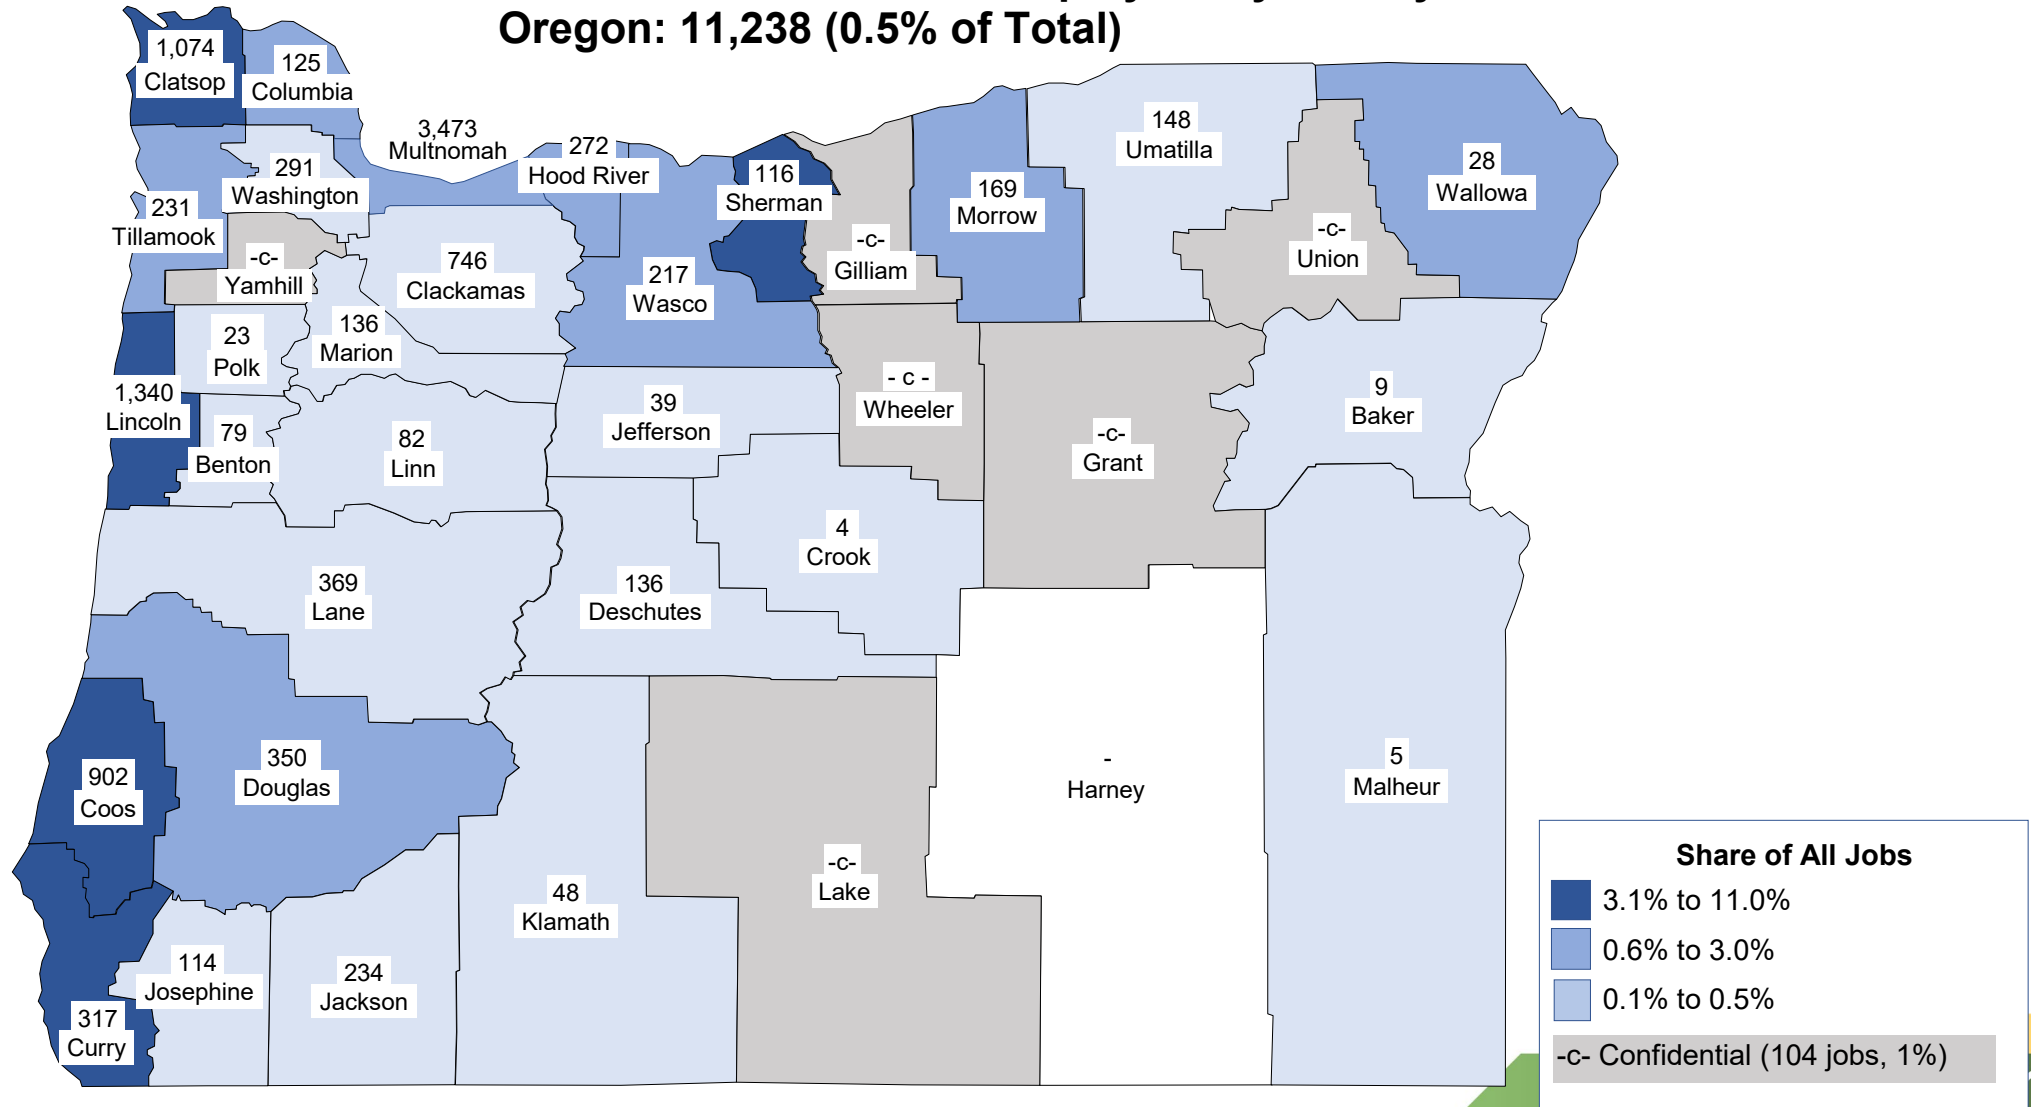 Oregon: 11,238 (0.5% of Total)
1,074
Clatsop
125
Columbia
3,473
Multnomah
272
Hood River
291
Washington
231
Tillamook
-c-
Yamhill
746
Clackamas
217
Wasco
116
Sherman
-c-
Gilliam
169
Morrow
148
Umatilla
-c-
Union
28
Wallowa
23
Polk
136
Marion
1,340
Lincoln
79
Benton
82
Linn
39
Jefferson
- c -
Wheeler
-c-
Grant
9
Baker
4
Crook
369
Lane
136
Deschutes
902
Coos
350
Douglas
-
Harney
5
Malheur
-c-
Lake
48
Klamath
317
Curry
114
Josephine
234
Jackson
Share of All Jobs
3.1% to 11.0%
0.6% to 3.0%
0.1% to 0.5%
-c- Confidential (104 jobs, 1%)